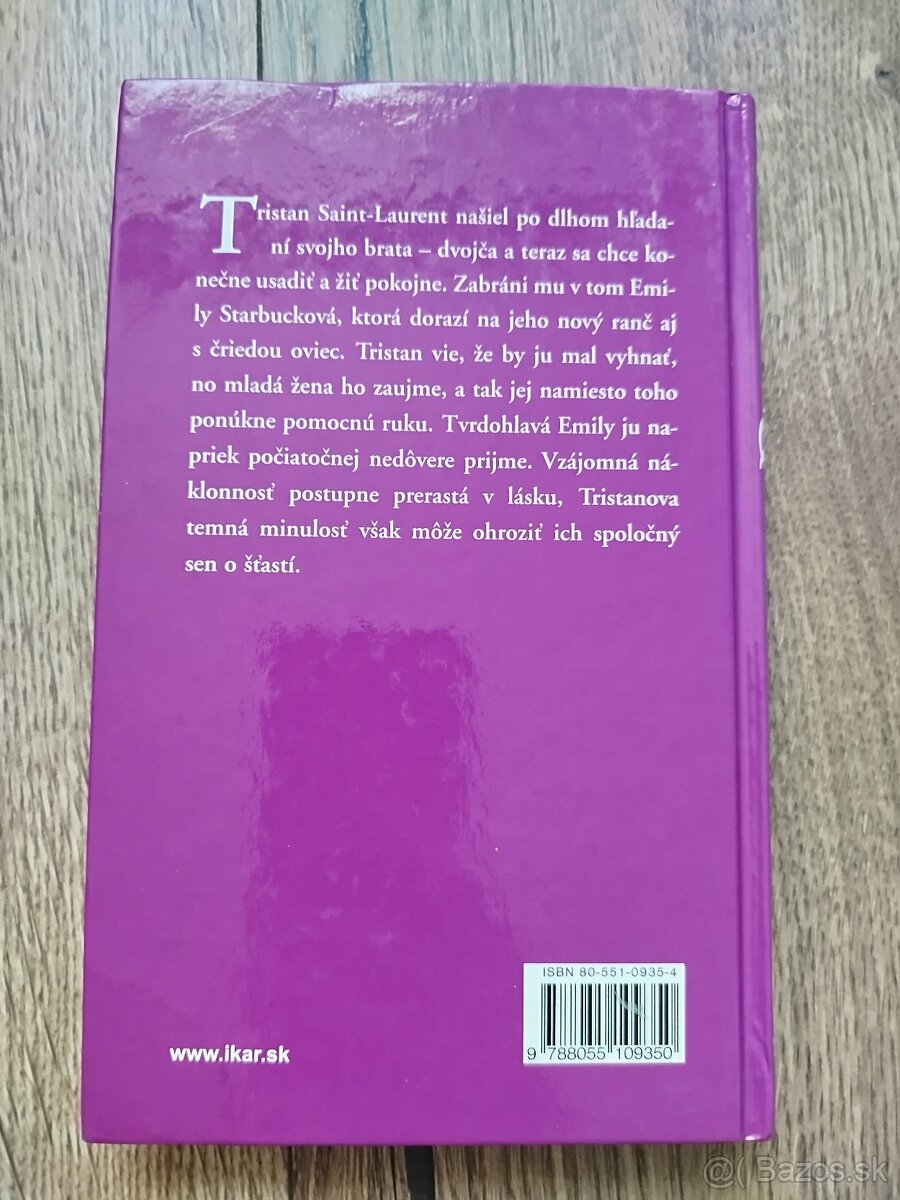 Tristan Saint-Laurent našiel po dlhom hľada-
ní svojho brata – dvojča a teraz sa chce ko-
nečne usadiť a žiť pokojne. Zabráni mu v tom Emi-
ly Starbucková, ktorá dorazí na jeho nový ranč aj
s čriedou oviec. Tristan vie, že by ju mal vyhnať,
no mladá žena ho zaujme, a tak jej namiesto toho
ponúkne pomocnú ruku. Tvrdohlavá Emily ju na-
priek počiatočnej nedôvere prijme. Vzájomná ná-
klonnosť postupne prerastá v lásku, Tristanova
temná minulosť však môže ohroziť ich spoločný
sen o šťastí.
ISBN 80-551-0935-4
9 788055 109350
www.ikar.sk
@( Bazos.sk